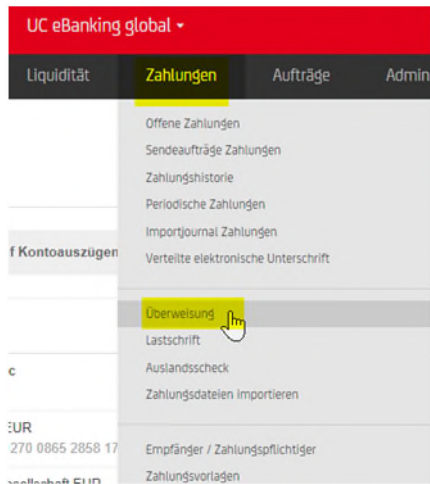 UC eBanking global
Liquidität Zahlungen Aufträge Admin
Offene Zahlungen
Sendeaufträge Zahlungen
Zahlungshistorie
Periodische Zahlungen
Importjournal Zahlungen
f Kontoauszügen
Verteilte elektronische Unterschrift
Überweisung
Lastschrift
c
Auslandsscheck
Zahlungsdateien importieren
EUR
270 0865 2858 17
Empfänger / Zahlungspflichtiger
Zahlungsvorlagen